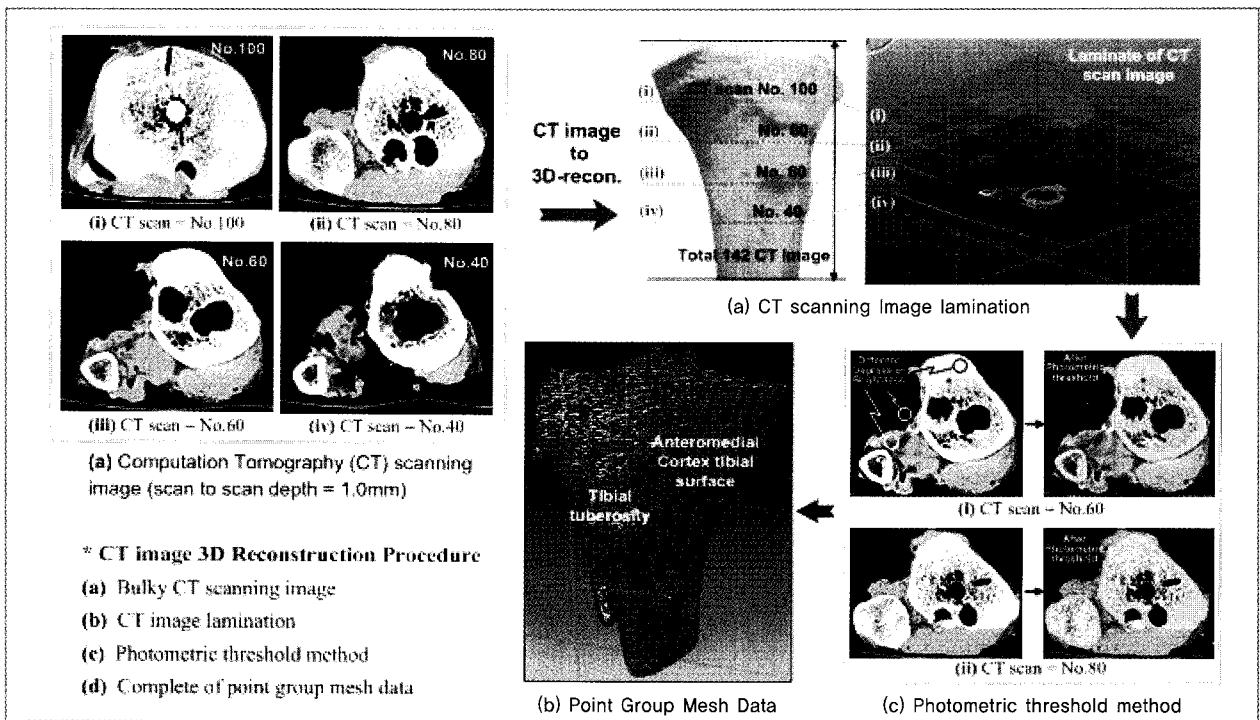 No.100
No.80
(i) CT scan – No.100
(ii) CT scan – No.80
No.60
No.40
(iii) CT scan – No.60
(iv) CT scan – No.40
(a) Computation Tomography (CT) scanning
image (scan to scan depth = 1.0mm)
* CT image 3D Reconstruction Procedure
(a) Bulky CT scanning image
(b) CT image lamination
(c) Photometric threshold method
(d) Complete of point group mesh data
CT image
to
3D-recon.
(i)
CT scan No. 100
(ii)
No. 80
(iii)
No. 60
(iv)
No. 40
Total 142 CT image
Laminate of CT
scan image
(i)
(ii)
(iii)
(iv)
(a) CT scanning Image lamination
Anteromedial
Cortex tibial
surface
Tibial
tuberosity
(b) Point Group Mesh Data
After
Photometric
threshold
(i) CT scan – No.60
After
Photometric
threshold
(ii) CT scan – No.80
(c) Photometric threshold method